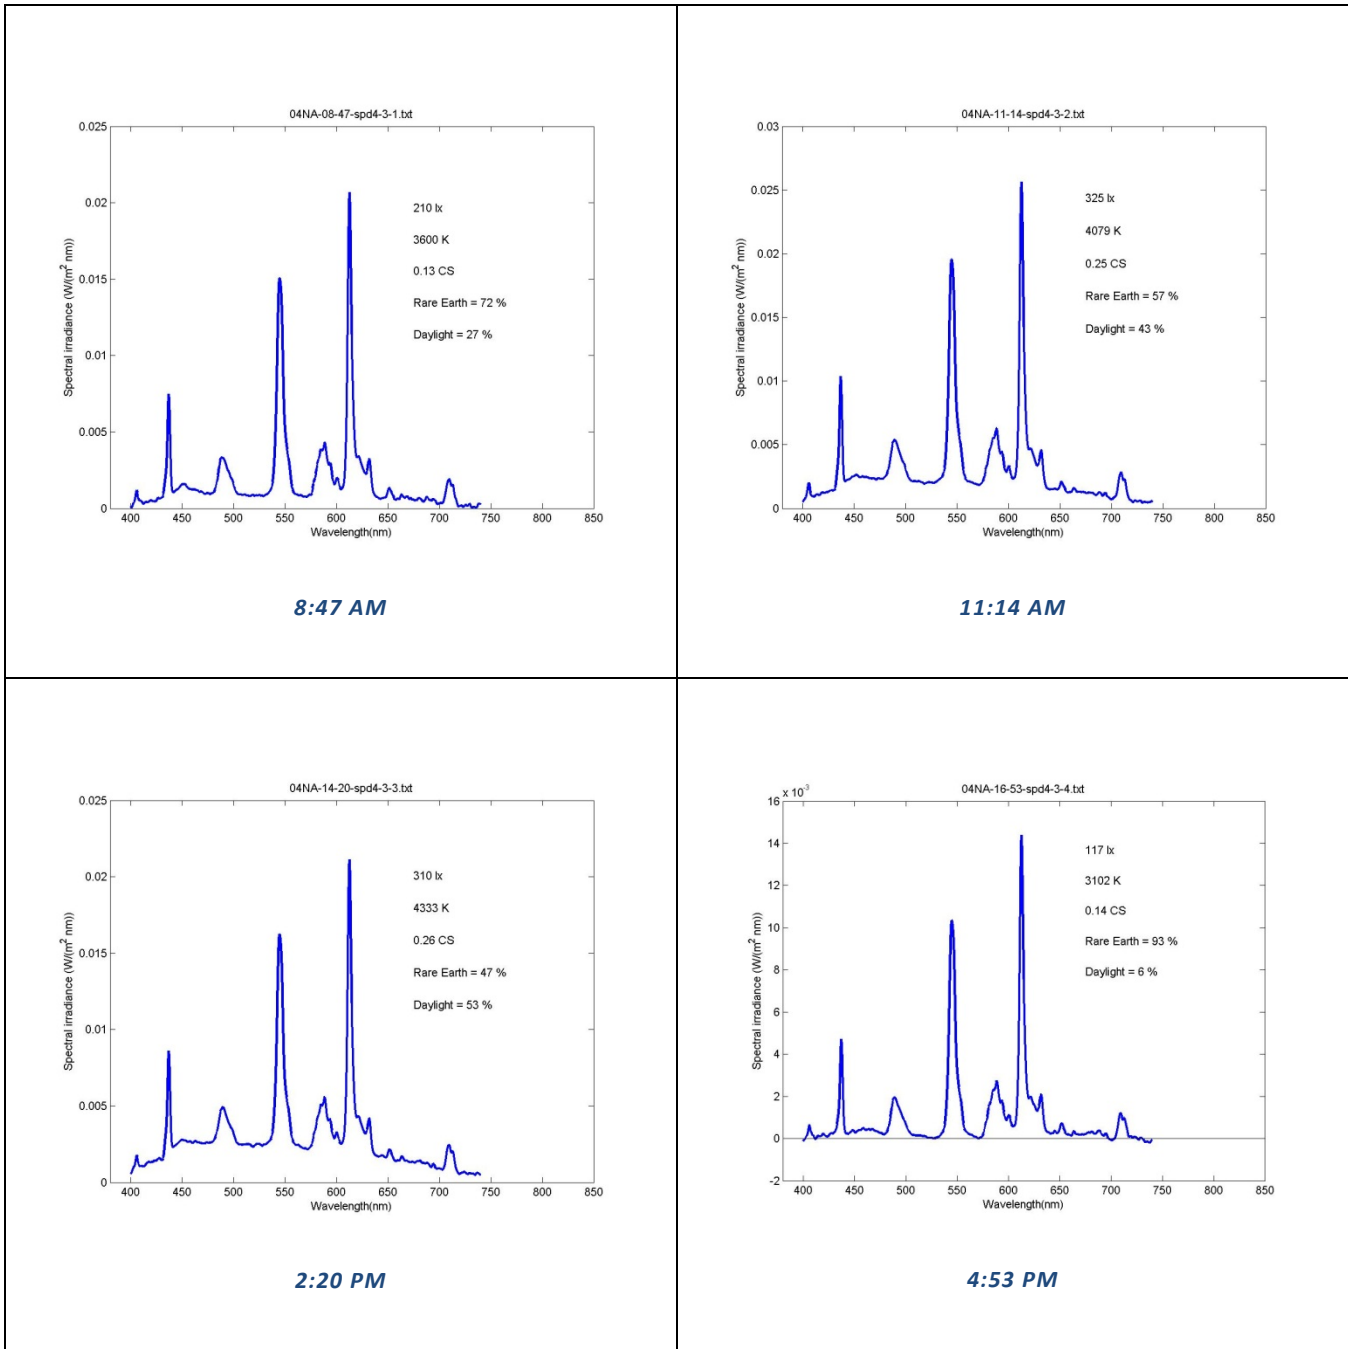 04NA-08-47-spd4-3-1.txt
0.025
0.02
0.015
0.01
0.005
0
Spectral irradiance (W/(m² nm))
210 lx
3600 K
0.13 CS
Rare Earth = 72 %
Daylight = 27 %
400 450 500 550 600 650 700 750 800 850
Wavelength(nm)
8:47 AM
04NA-11-14-spd4-3-2.txt
0.03
0.025
0.02
0.015
0.01
0.005
0
Spectral irradiance (W/(m² nm))
325 lx
4079 K
0.25 CS
Rare Earth = 57 %
Daylight = 43 %
400 450 500 550 600 650 700 750 800 850
Wavelength(nm)
11:14 AM
04NA-14-20-spd4-3-3.txt
0.025
0.02
0.015
0.01
0.005
0
Spectral irradiance (W/(m² nm))
310 lx
4333 K
0.26 CS
Rare Earth = 47 %
Daylight = 53 %
400 450 500 550 600 650 700 750 800 850
Wavelength(nm)
2:20 PM
04NA-16-53-spd4-3-4.txt
x 10⁻³
16
14
12
10
8
6
4
2
0
-2
Spectral irradiance (W/(m² nm))
117 lx
3102 K
0.14 CS
Rare Earth = 93 %
Daylight = 6 %
400 450 500 550 600 650 700 750 800 850
Wavelength(nm)
4:53 PM